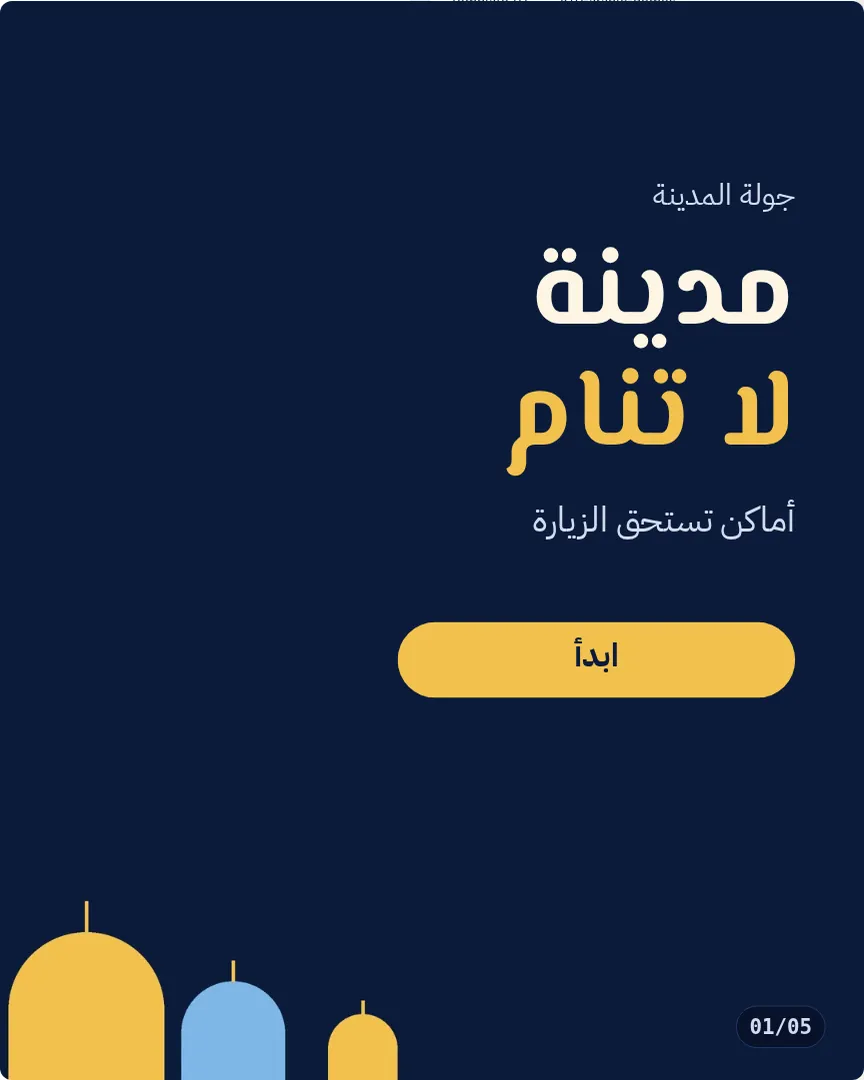 جولة المدينة
مدينة
لا تنام
أماكن تستحق الزيارة
ابدأ
01/05